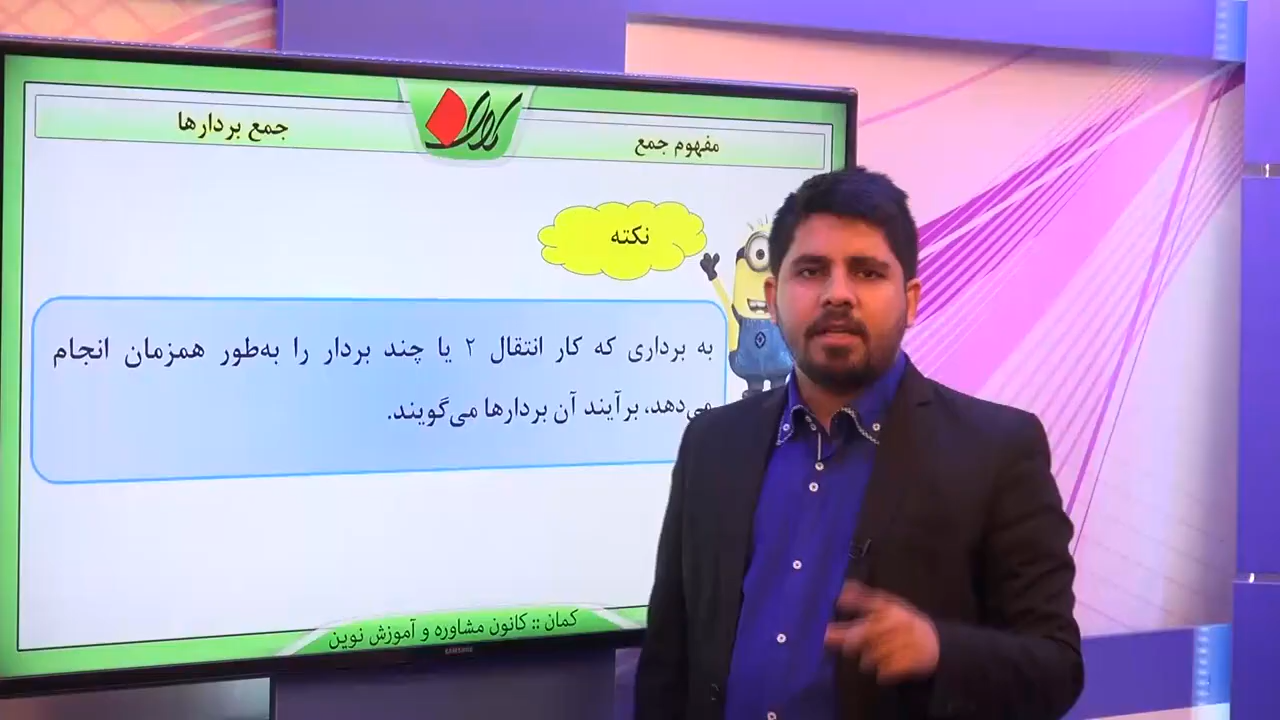 مفهوم جمع
جمع بردارها
نکته
به برداری که کار انتقال ۲ یا چند بردار را به‌طور همزمان انجام
می‌دهد، برآیند آن بردارها می‌گویند.
کمان :: کانون مشاوره و آموزش نوین
SAMSUNG